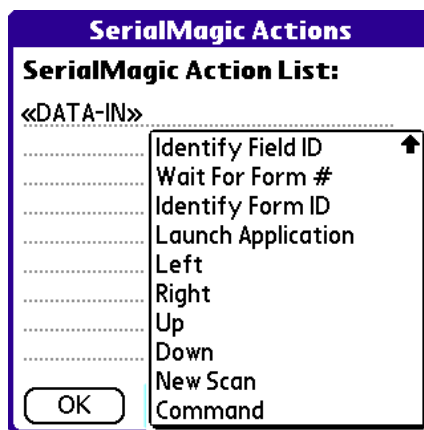 SerialMagic Actions
SerialMagic Action List:
«DATA-IN»
Identify Field ID
Wait For Form #
Identify Form ID
Launch Application
Left
Right
Up
Down
New Scan
Command
OK